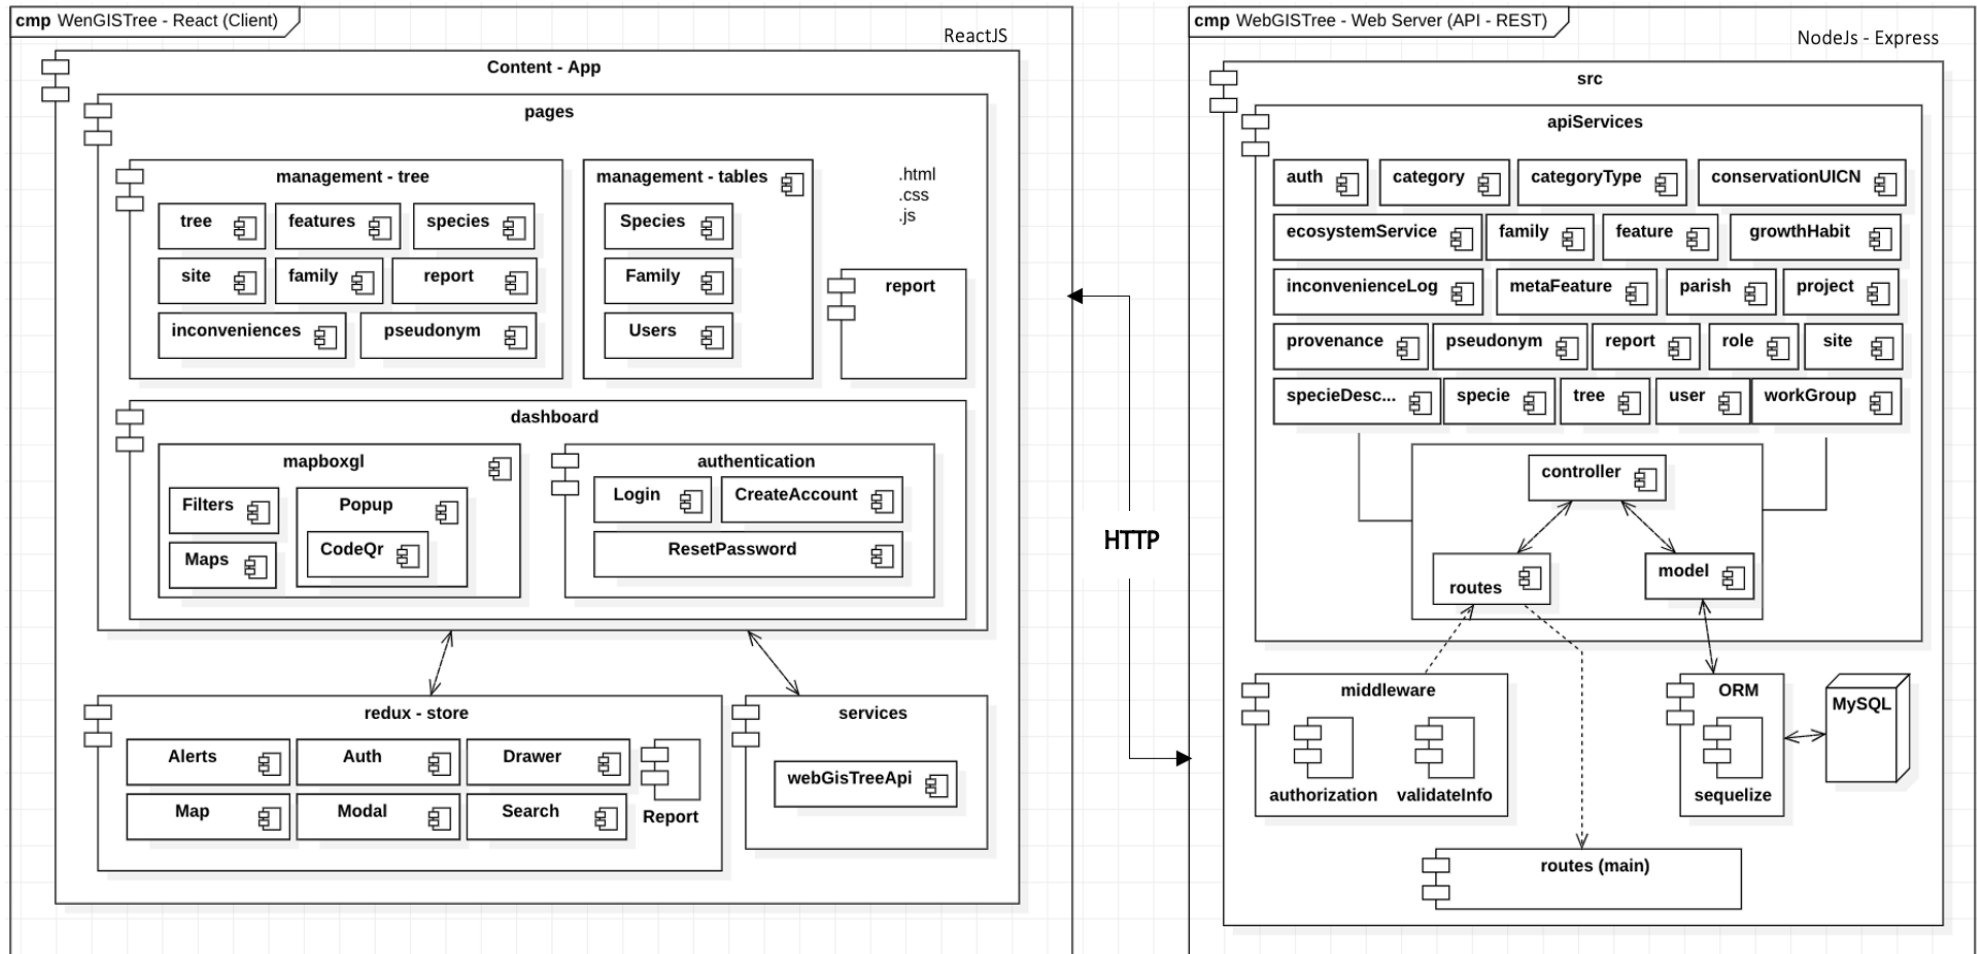 cmp WenGISTree - React (Client)
ReactJS
Content - App
pages
management - tree
tree
features
species
site
family
report
inconveniences
pseudonym
management - tables
Species
Family
Users
.html
.css
.js
report
dashboard
mapboxgl
Filters
Maps
Popup
CodeQr
authentication
Login
CreateAccount
ResetPassword
redux - store
Alerts
Auth
Drawer
Map
Modal
Search
Report
services
webGisTreeApi
HTTP
cmp WebGISTree - Web Server (API - REST)
NodeJs - Express
src
apiServices
auth
category
categoryType
conservationUICN
ecosystemService
family
feature
growthHabit
inconvenienceLog
metaFeature
parish
project
provenance
pseudonym
report
role
site
specieDesc...
specie
tree
user
workGroup
controller
routes
model
middleware
authorization
validateInfo
ORM
sequelize
MySQL
routes (main)